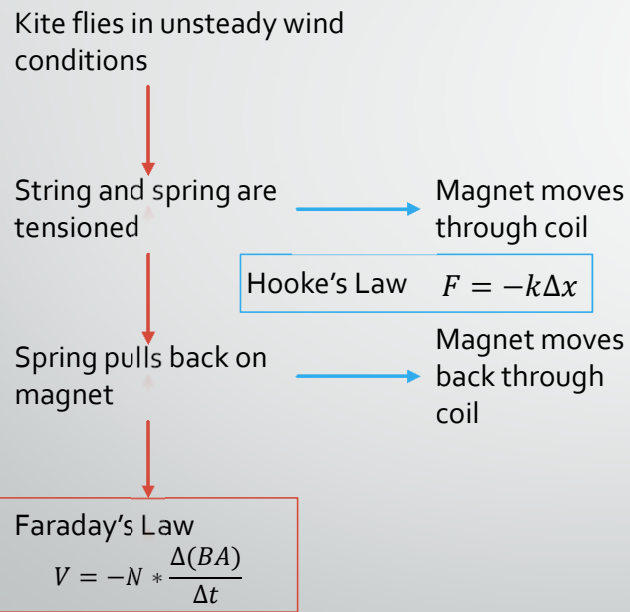 Kite flies in unsteady wind
conditions
String and spring are
tensioned
Magnet moves
through coil
Hooke’s Law F = −kΔx
Spring pulls back on
magnet
Magnet moves
back through
coil
Faraday’s Law
V = −N * Δ(BA)/Δt